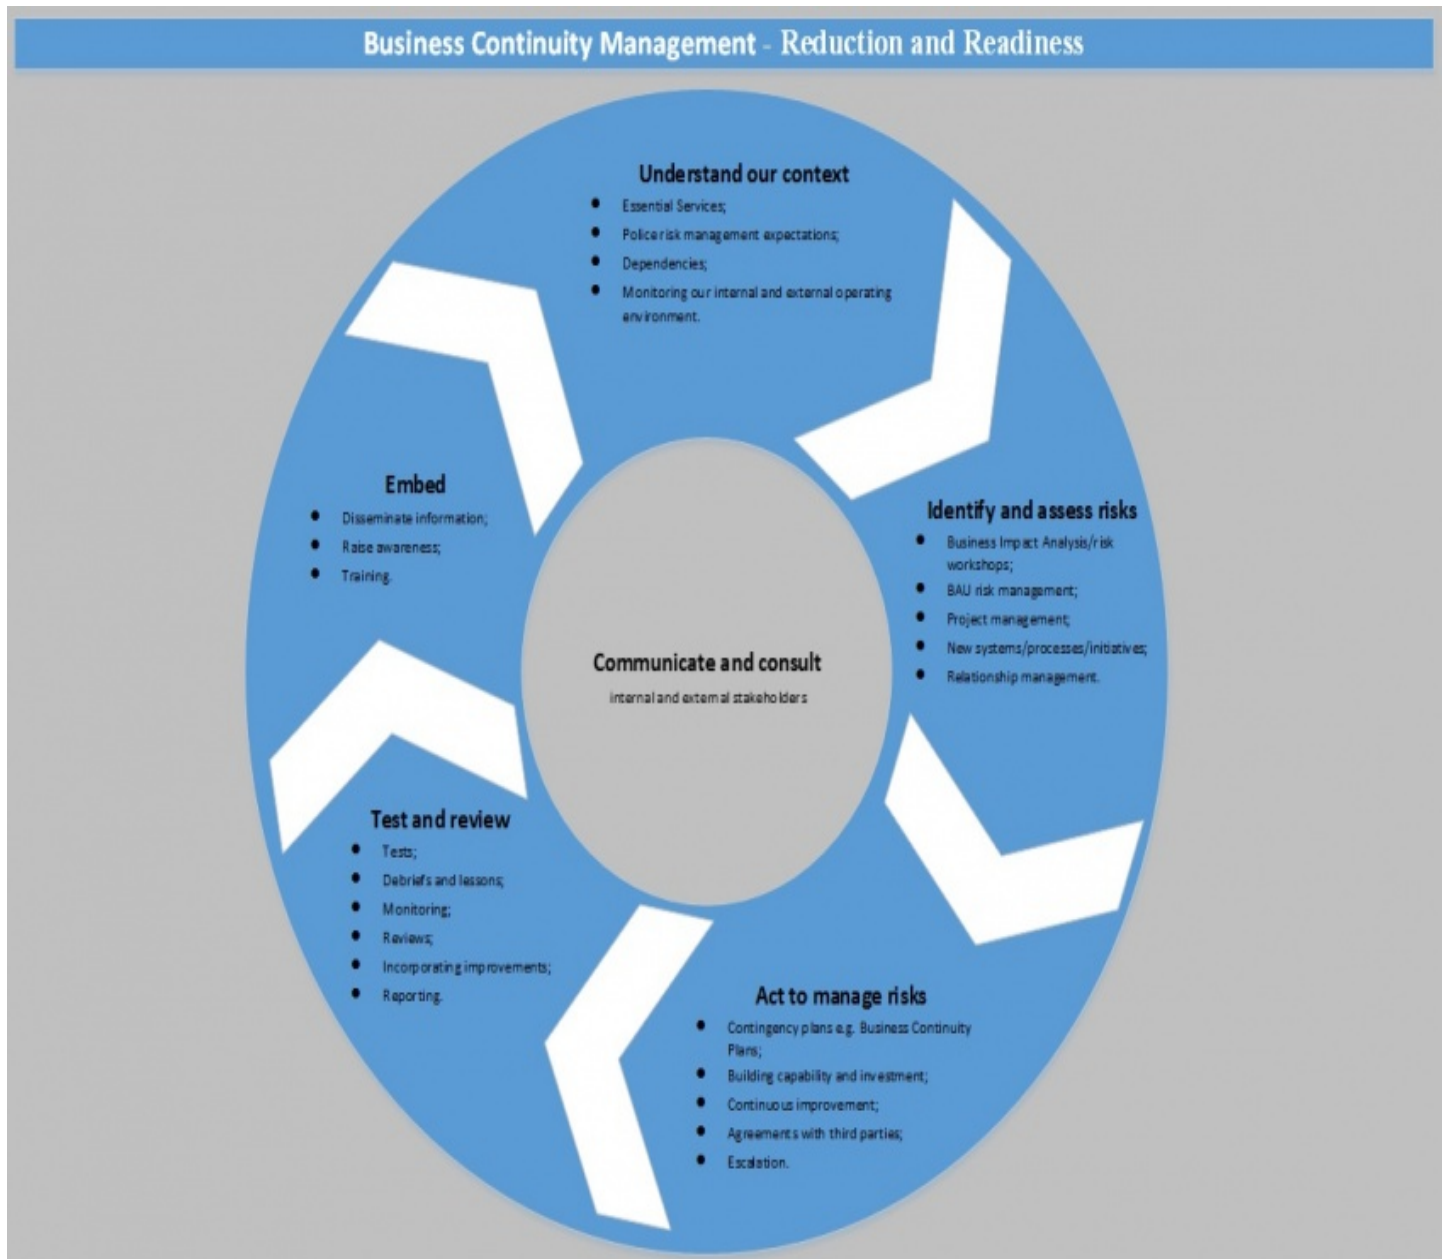 Business Continuity Management - Reduction and Readiness
Understand our context
• Essential Services;
• Police risk management expectations;
• Dependencies;
• Monitoring our internal and external operating
environment.
Identify and assess risks
• Business Impact Analysis/risk
workshops;
• BAU risk management;
• Project management;
• New systems/processes/initiatives;
• Relationship management.
Act to manage risks
• Contingency plans e.g. Business Continuity
Plans;
• Building capability and investment;
• Continuous improvement;
• Agreements with third parties;
• Escalation.
Test and review
• Tests;
• Debriefs and lessons;
• Monitoring;
• Reviews;
• Incorporating improvements;
• Reporting.
Embed
• Disseminate information;
• Raise awareness;
• Training.
Communicate and consult
internal and external stakeholders